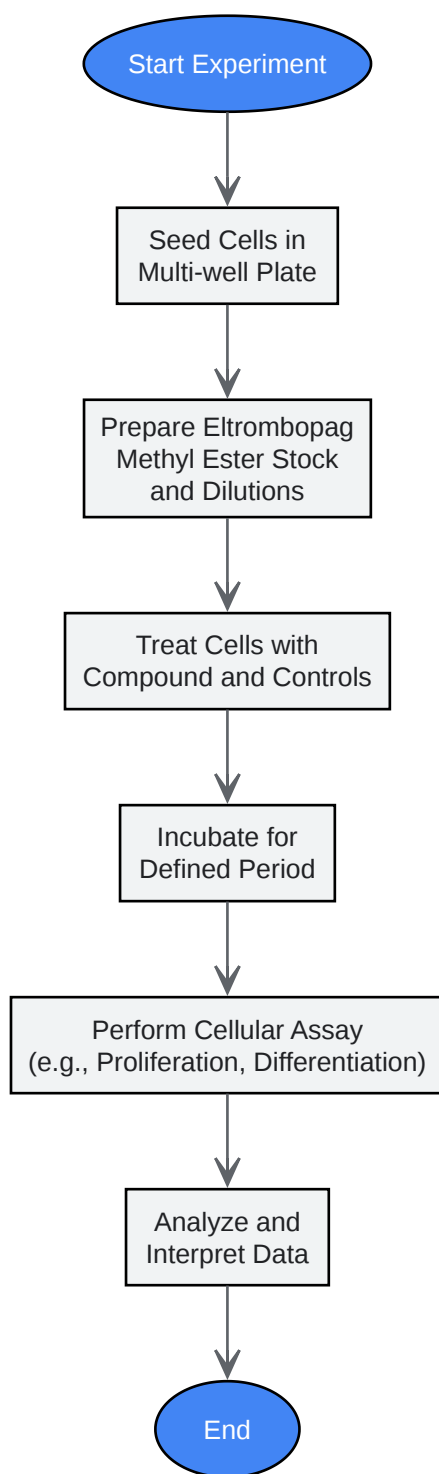 Start Experiment
Seed Cells in
Multi-well Plate
Prepare Eltrombopag
Methyl Ester Stock
and Dilutions
Treat Cells with
Compound and Controls
Incubate for
Defined Period
Perform Cellular Assay
(e.g., Proliferation, Differentiation)
Analyze and
Interpret Data
End